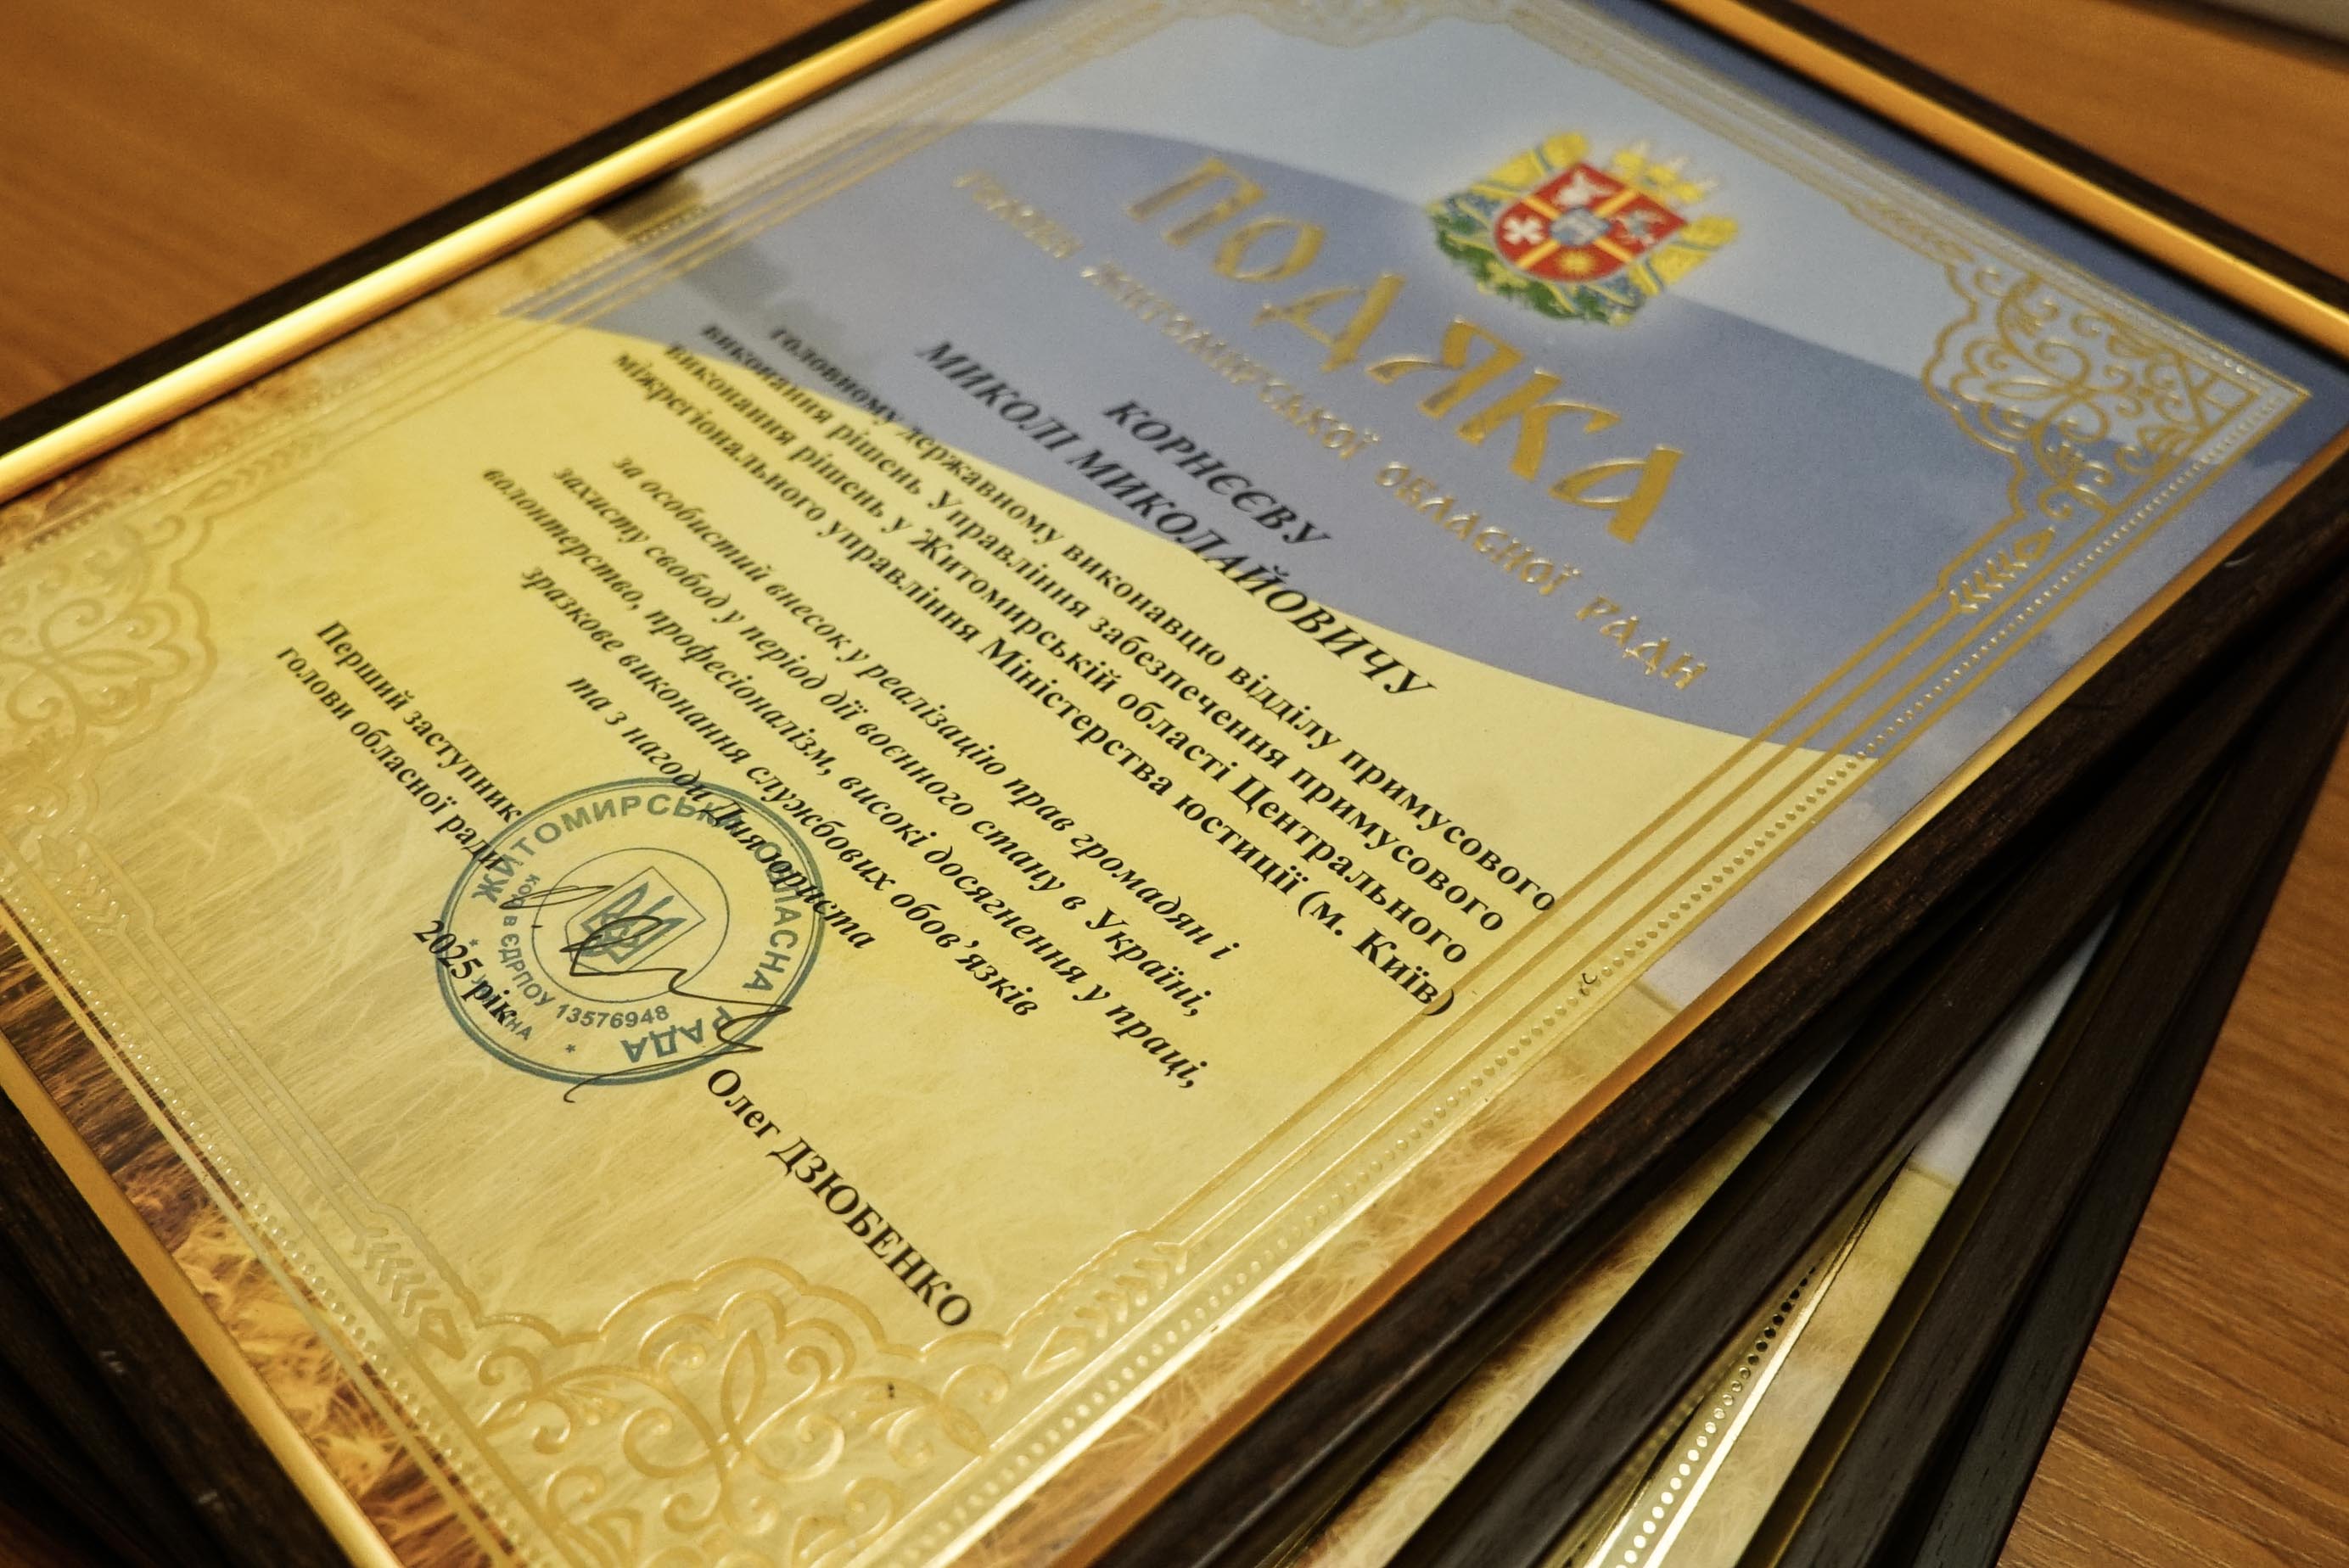 ПОДЯКА
ГОЛОВИ ЖИТОМИРСЬКОЇ ОБЛАСНОЇ РАДИ
КОРНЄЄВУ
МИКОЛІ МИКОЛАЙОВИЧУ
головному державному виконавцю відділу примусового
виконання рішень Управління забезпечення примусового
виконання рішень у Житомирській області Центрального
міжрегіонального управління Міністерства юстиції (м. Київ)
за особистий внесок у реалізацію прав громадян і
захисту свобод у період дії воєнного стану в Україні,
волонтерство, професіоналізм, високі досягнення у праці,
зразкове виконання службових обов’язків
та з нагоди Дня юриста
Перший заступник
голови обласної ради
Олег ДЗЮБЕНКО
2025 рік
ЖИТОМИРСЬКА ОБЛАСНА РАДА
код в ЄДРПОУ 13576948